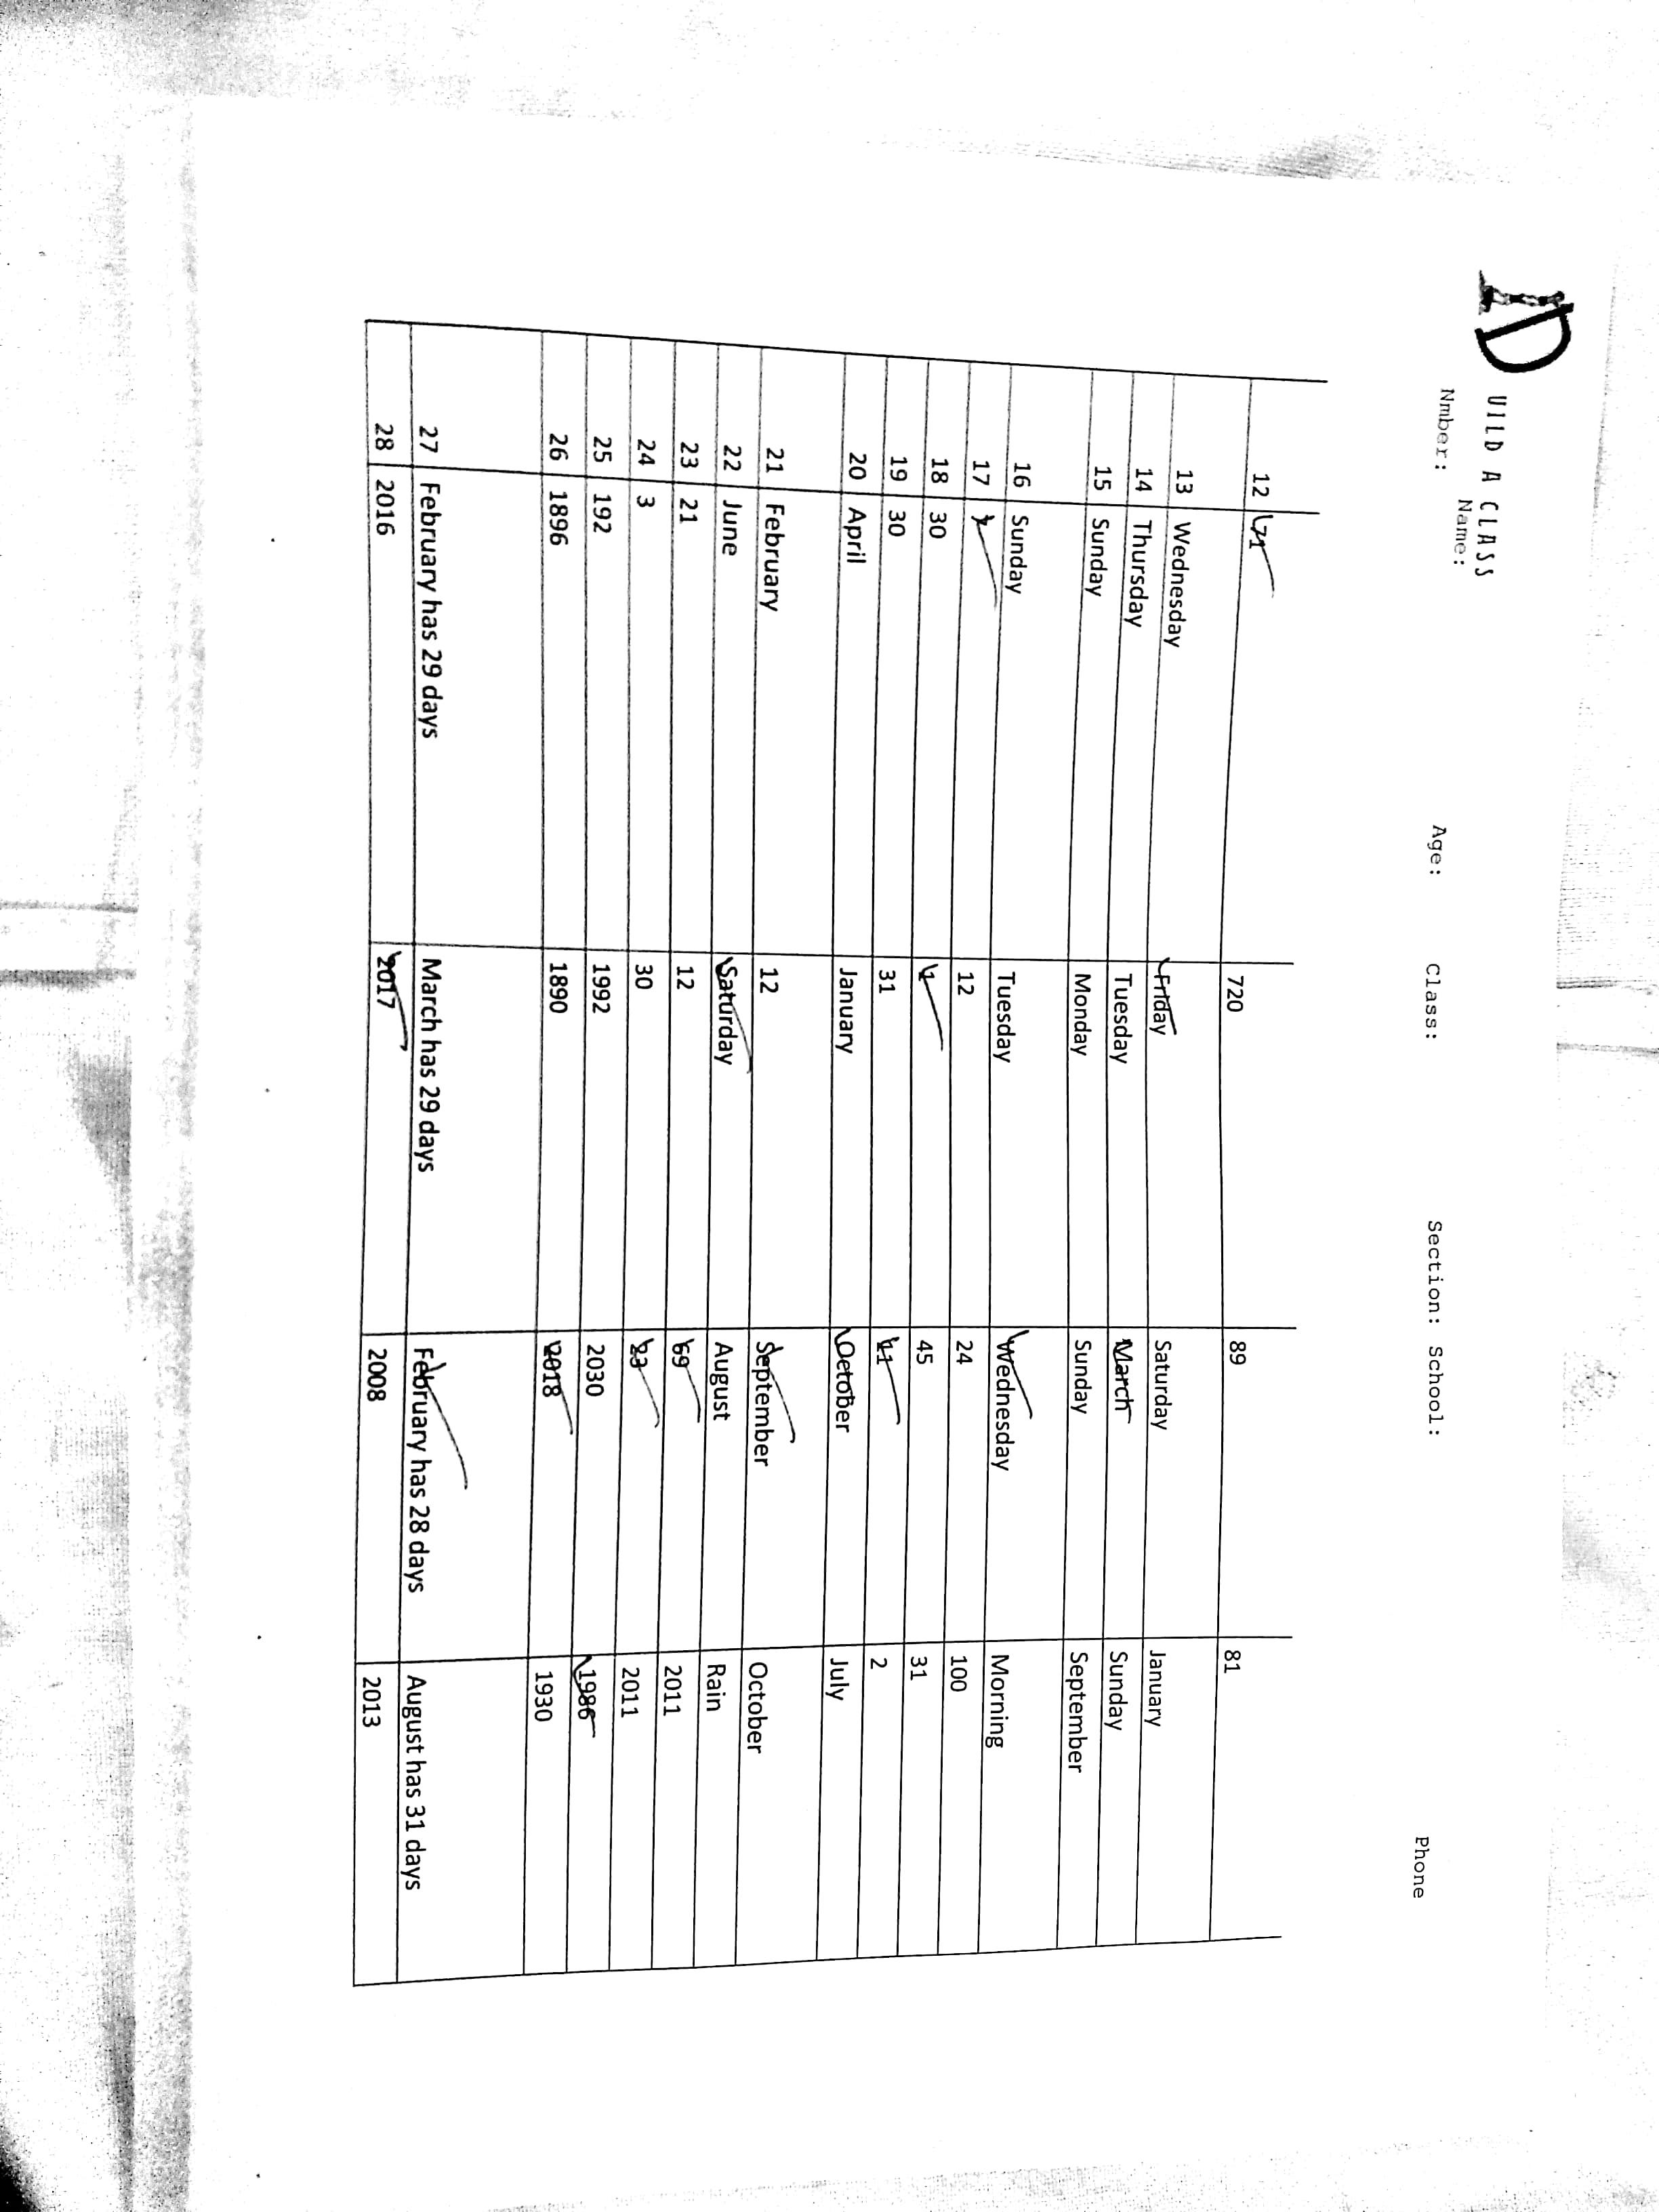 D UILD A CLASS
Name:
Nmber: Age: Class: Section: School: Phone
12 71 720 89 81
13 Wednesday Friday Saturday January
14 Thursday Tuesday March Sunday
15 Sunday Monday Sunday September
16 Sunday Tuesday Wednesday Morning
17 12 24 100
18 30 1 45 31
19 30 31 11 2
20 April January October July
21 February 12 September October
22 June Saturday August Rain
23 21 12 69 2011
24 3 30 23 2011
25 192 1992 2030 1986
26 1896 1890 2018 1930
27 February has 29 days March has 29 days February has 28 days August has 31 days
28 2016 2017 2008 2013